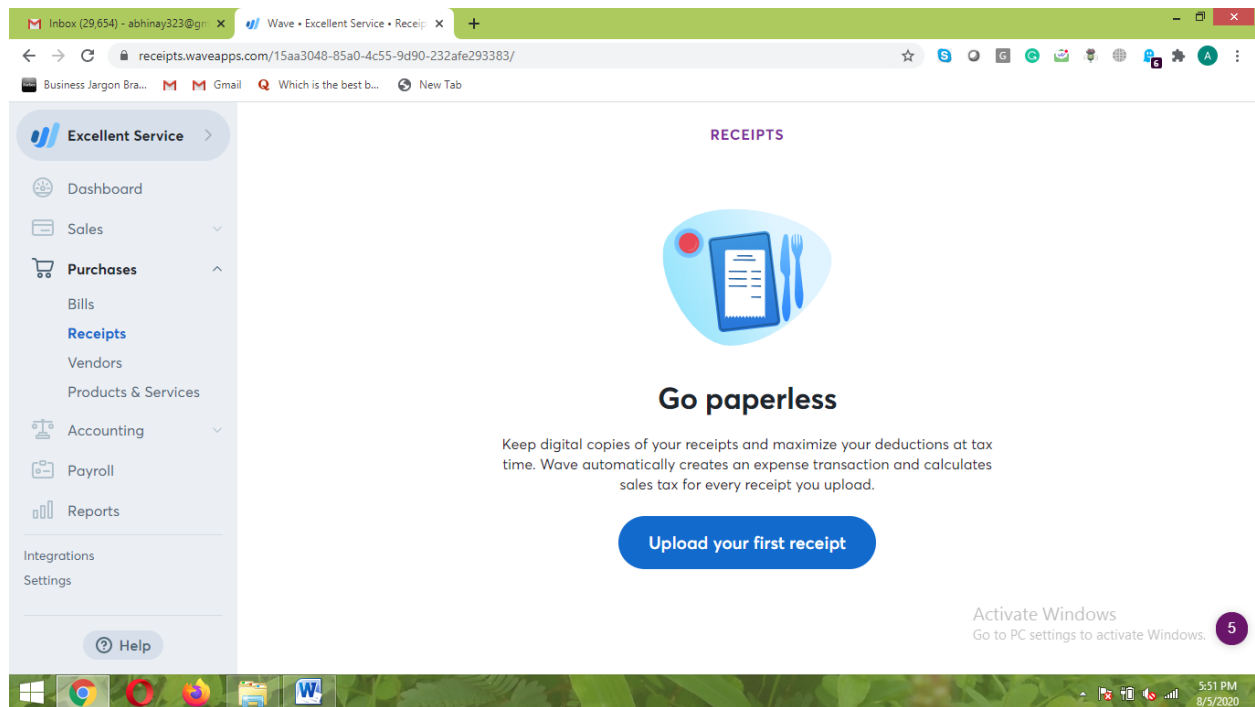 Inbox (29,654) - abhinay323@gm
Wave • Excellent Service • Receip
receipts.waveapps.com/15aa3048-85a0-4c55-9d90-232afe293383/
Business Jargon Bra...
Gmail
Which is the best b...
New Tab
Excellent Service
Dashboard
Sales
Purchases
Bills
Receipts
Vendors
Products & Services
Accounting
Payroll
Reports
Integrations
Settings
Help
RECEIPTS
Go paperless
Keep digital copies of your receipts and maximize your deductions at tax
time. Wave automatically creates an expense transaction and calculates
sales tax for every receipt you upload.
Upload your first receipt
Activate Windows
Go to PC settings to activate Windows.
5
5:51 PM
8/5/2020